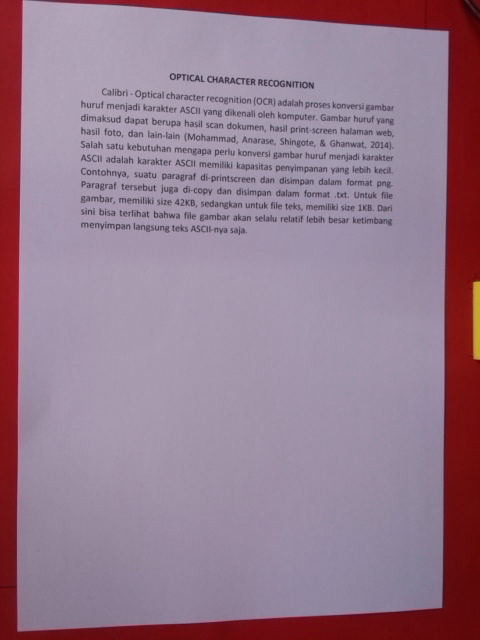 OPTICAL CHARACTER RECOGNITION
Calibri - Optical character recognition (OCR) adalah proses konversi gambar
huruf menjadi karakter ASCII yang dikenali oleh komputer. Gambar huruf yang
dimaksud dapat berupa hasil scan dokumen, hasil print-screen halaman web,
hasil foto, dan lain-lain (Mohammad, Anarase, Shingote, & Ghanwat, 2014).
Salah satu kebutuhan mengapa perlu konversi gambar huruf menjadi karakter
ASCII adalah karakter ASCII memiliki kapasitas penyimpanan yang lebih kecil.
Contohnya, suatu paragraf di-printscreen dan disimpan dalam format png.
Paragraf tersebut juga di-copy dan disimpan dalam format .txt. Untuk file
gambar, memiliki size 42KB, sedangkan untuk file teks, memiliki size 1KB. Dari
sini bisa terlihat bahwa file gambar akan selalu relatif lebih besar ketimbang
menyimpan langsung teks ASCII-nya saja.